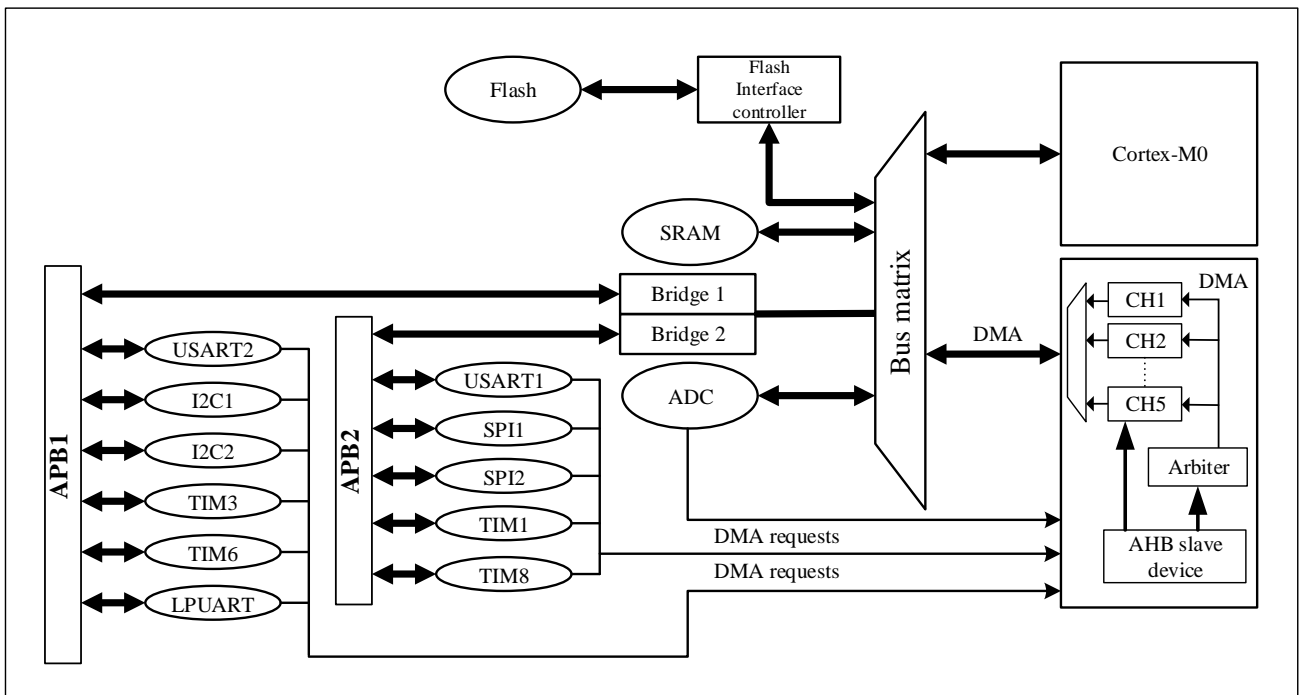 Flash
Flash
Interface
controller
Cortex-M0
SRAM
Bus matrix
Bridge 1
Bridge 2
ADC
DMA
DMA
CH1
CH2
CH5
Arbiter
AHB slave
device
APB1
USART2
I2C1
I2C2
TIM3
TIM6
LPUART
APB2
USART1
SPI1
SPI2
TIM1
TIM8
DMA requests
DMA requests